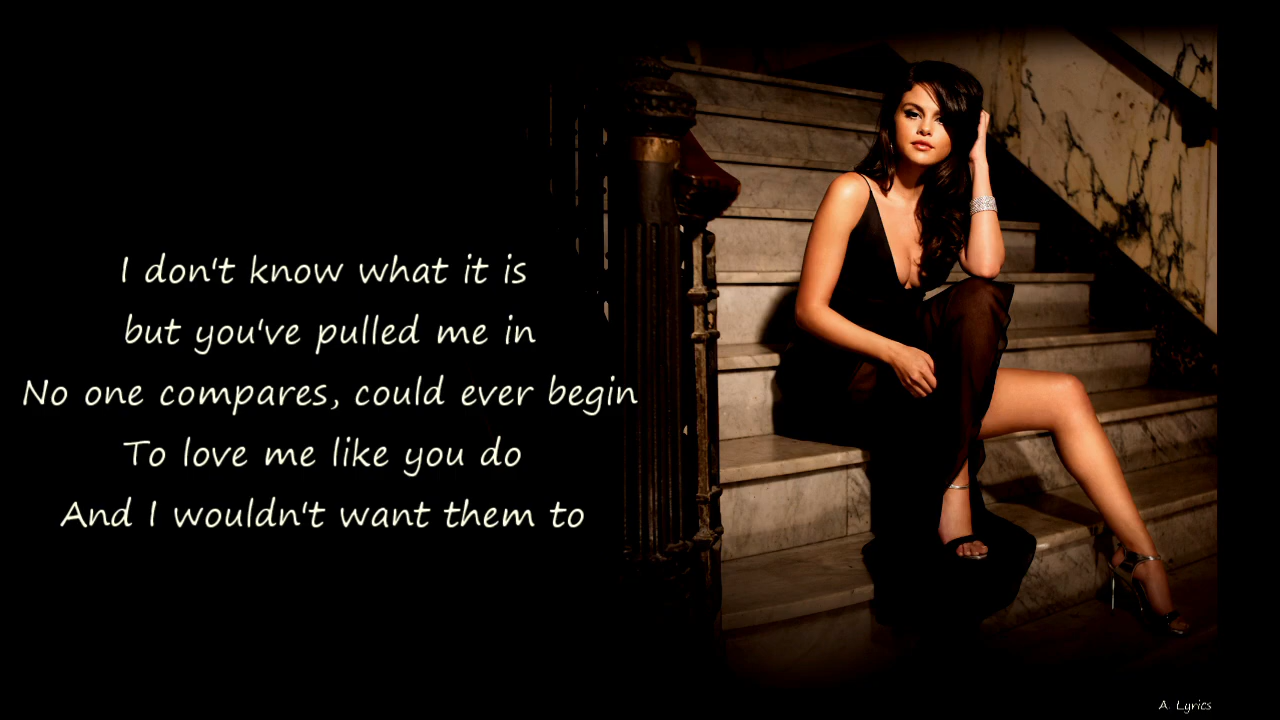 I don't know what it is
but you've pulled me in
No one compares, could ever begin
To love me like you do
And I wouldn't want them to
A. Lyrics